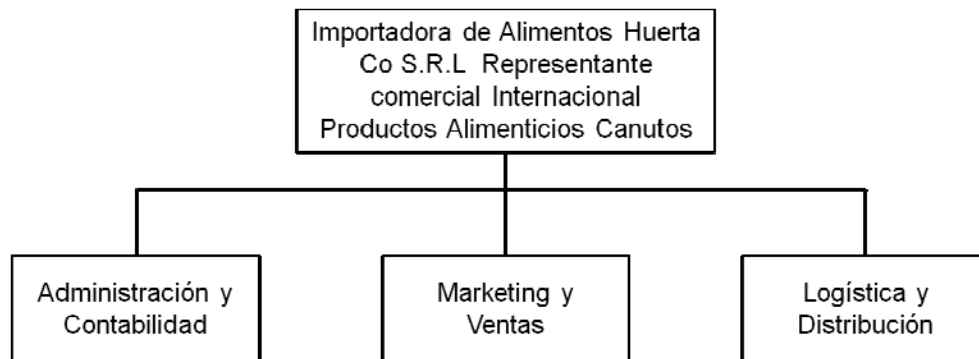 Importadora de Alimentos Huerta
Co S.R.L Representante
comercial Internacional
Productos Alimenticios Canutos
Administración y
Contabilidad
Marketing y
Ventas
Logística y
Distribución